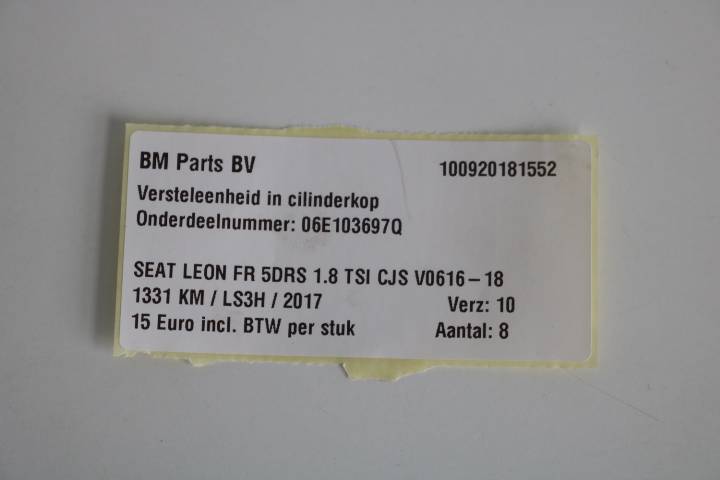 BM Parts BV 100920181552
Versteleenheid in cilinderkop
Onderdeelnummer: 06E103697Q
SEAT LEON FR 5DRS 1.8 TSI CJS V0616-18
1331 KM / LS3H / 2017 Verz: 10
15 Euro incl. BTW per stuk Aantal: 8